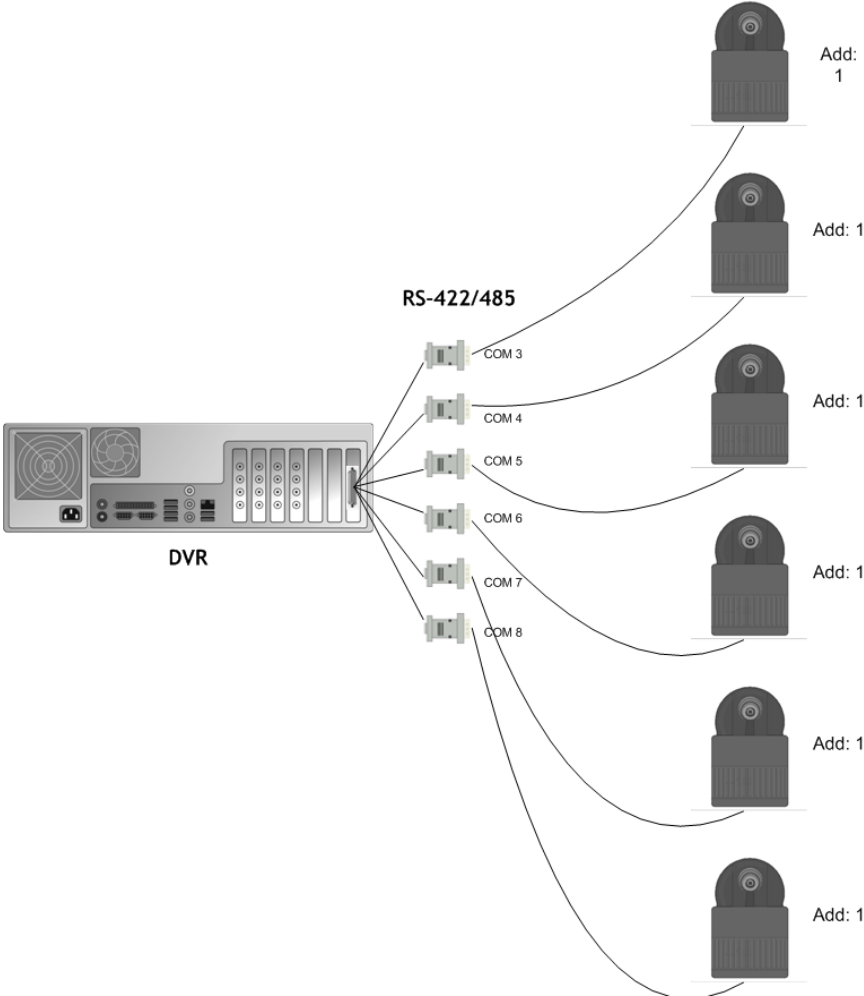 Add:
1
Add: 1
RS-422/485
COM 3
Add: 1
COM 4
COM 5
COM 6
DVR
Add: 1
COM 7
COM 8
Add: 1
Add: 1